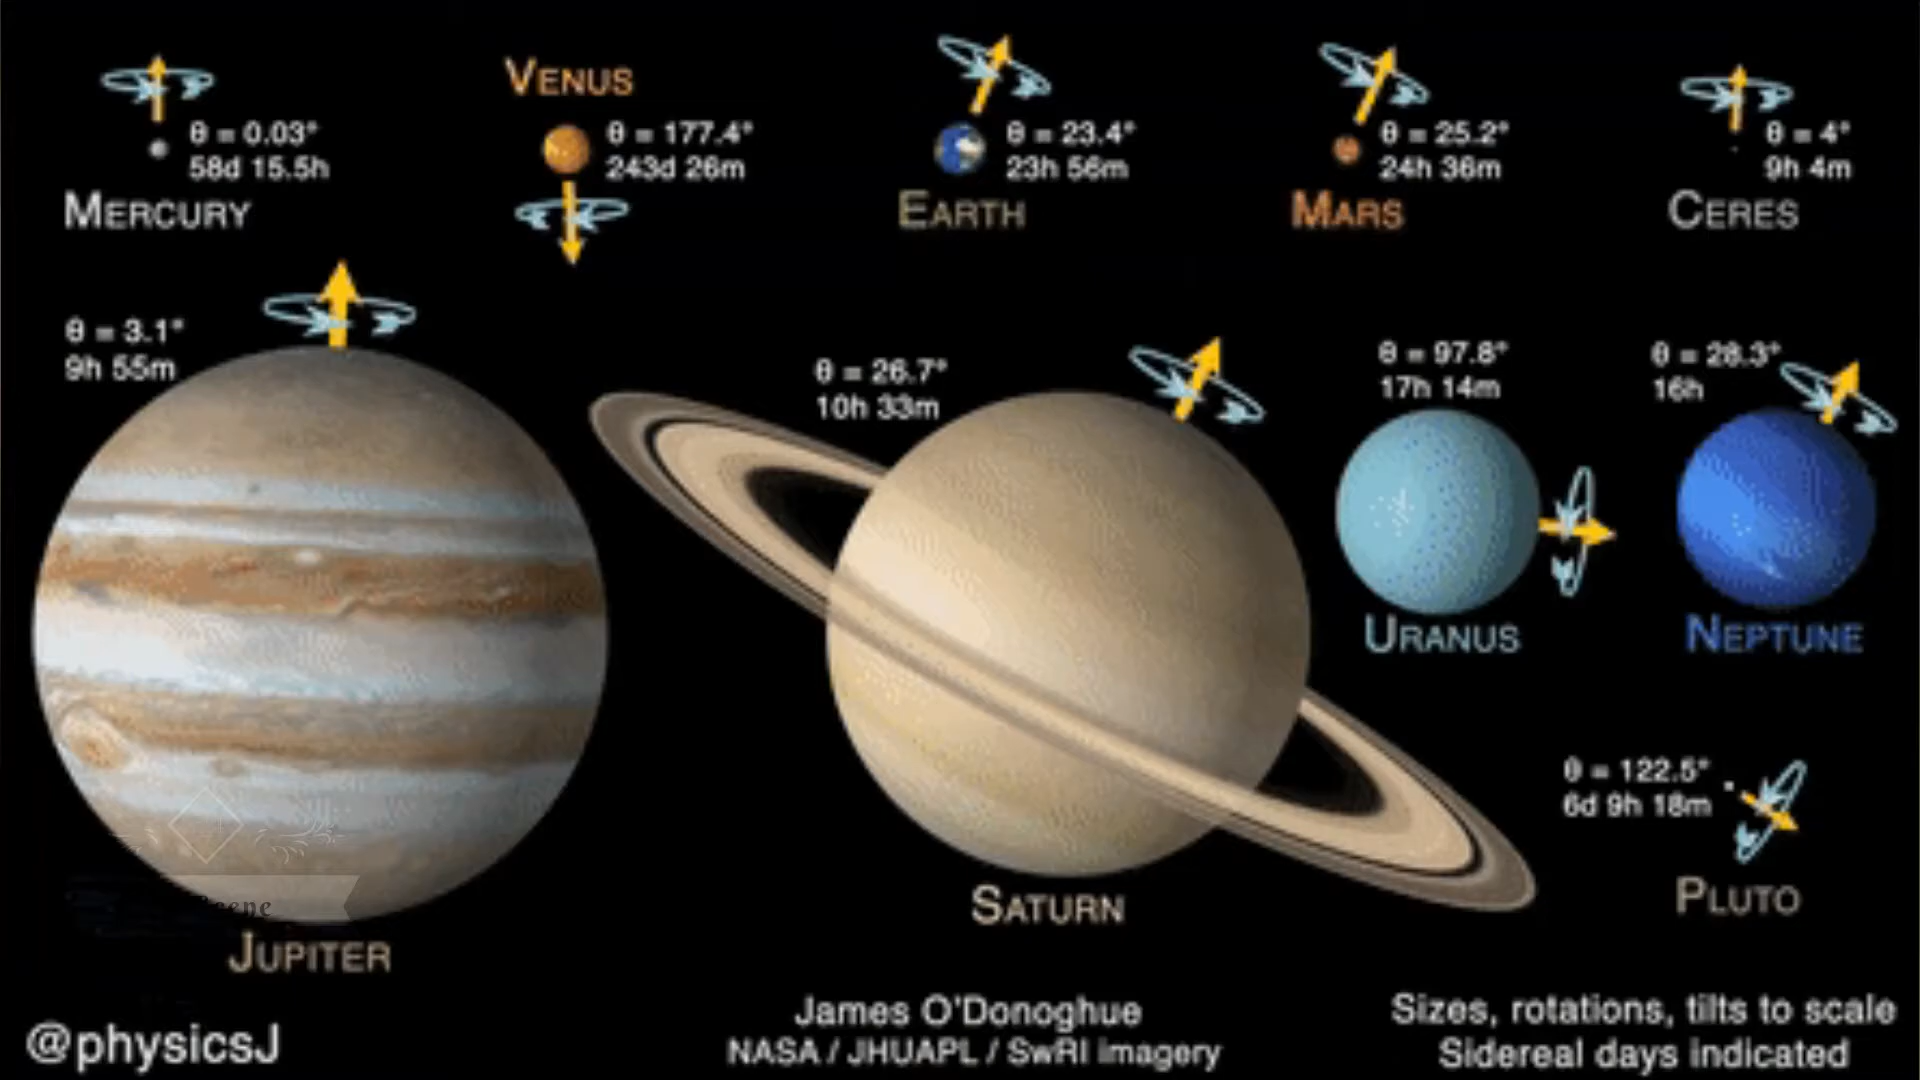 VENUS
θ = 0.03°
58d 15.5h
MERCURY
θ = 177.4°
243d 26m
θ = 23.4°
23h 56m
EARTH
θ = 25.2°
24h 36m
MARS
θ = 4°
9h 4m
CERES
θ = 3.1°
9h 55m
JUPITER
θ = 26.7°
10h 33m
SATURN
θ = 97.8°
17h 14m
URANUS
θ = 28.3°
16h
NEPTUNE
θ = 122.5°
6d 9h 18m
PLUTO
@physicsJ
James O'Donoghue
NASA / JHUAPL / SwRI imagery
Sizes, rotations, tilts to scale
Sidereal days indicated